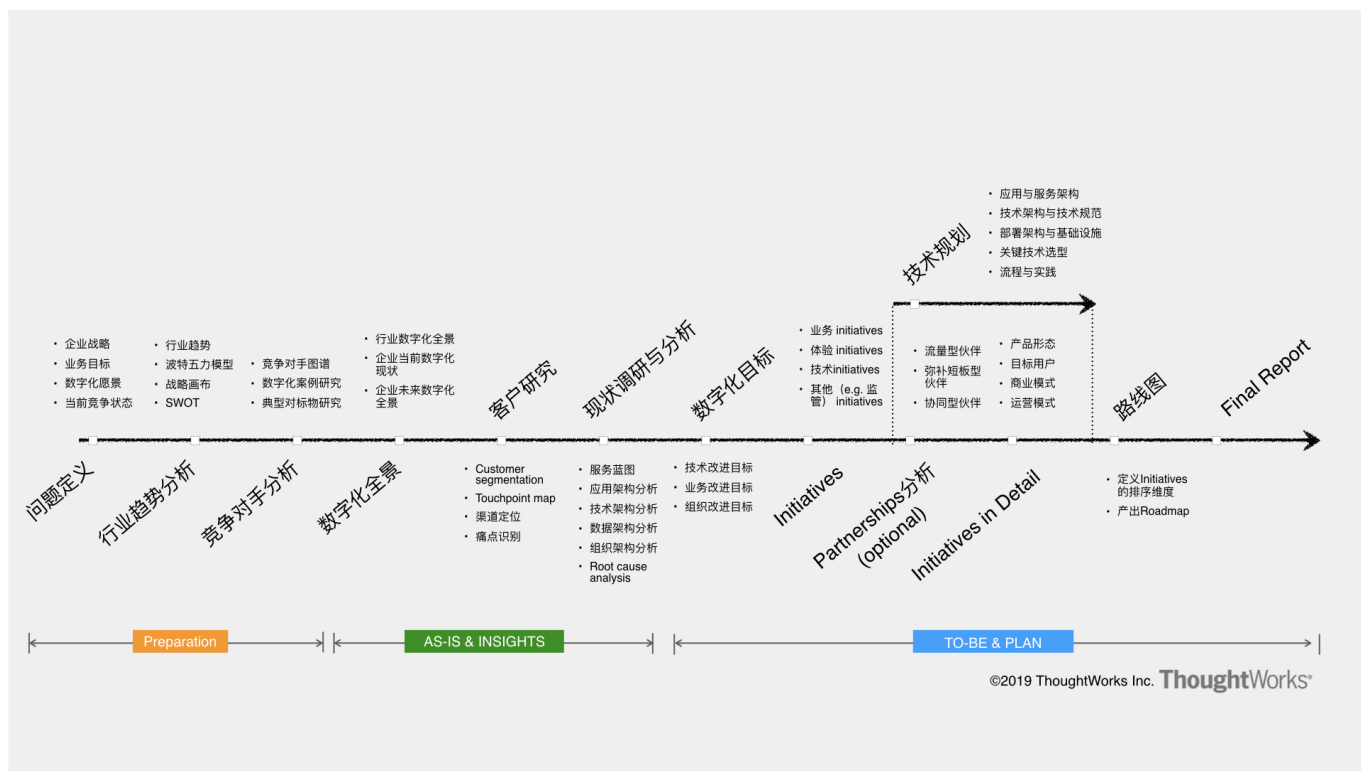 • 应用与服务架构
• 技术架构与技术规范
• 部署架构与基础设施
• 关键技术选型
• 流程与实践
技术规划
• 企业战略
• 业务目标
• 数字化愿景
• 当前竞争状态
• 行业趋势
• 波特五力模型
• 战略画布
• SWOT
• 竞争对手图谱
• 数字化案例研究
• 典型对标物研究
• 行业数字化全景
• 企业当前数字化
现状
• 企业未来数字化
全景
客户研究
现状调研与分析
数字化目标
• 业务 initiatives
• 体验 initiatives
• 技术initiatives
• 其他（e.g. 监
管） initiatives
• 流量型伙伴
• 弥补短板型
伙伴
• 协同型伙伴
• 产品形态
• 目标用户
• 商业模式
• 运营模式
路线图
Final Report
问题定义
行业趋势分析
竞争对手分析
数字化全景
• Customer
segmentation
• Touchpoint map
• 渠道定位
• 痛点识别
• 服务蓝图
• 应用架构分析
• 技术架构分析
• 数据架构分析
• 组织架构分析
• Root cause
analysis
• 技术改进目标
• 业务改进目标
• 组织改进目标
Initiatives
Partnerships分析
(optional)
Initiatives in Detail
• 定义Initiatives
的排序维度
• 产出Roadmap
Preparation
AS-IS & INSIGHTS
TO-BE & PLAN
©2019 ThoughtWorks Inc. ThoughtWorks®